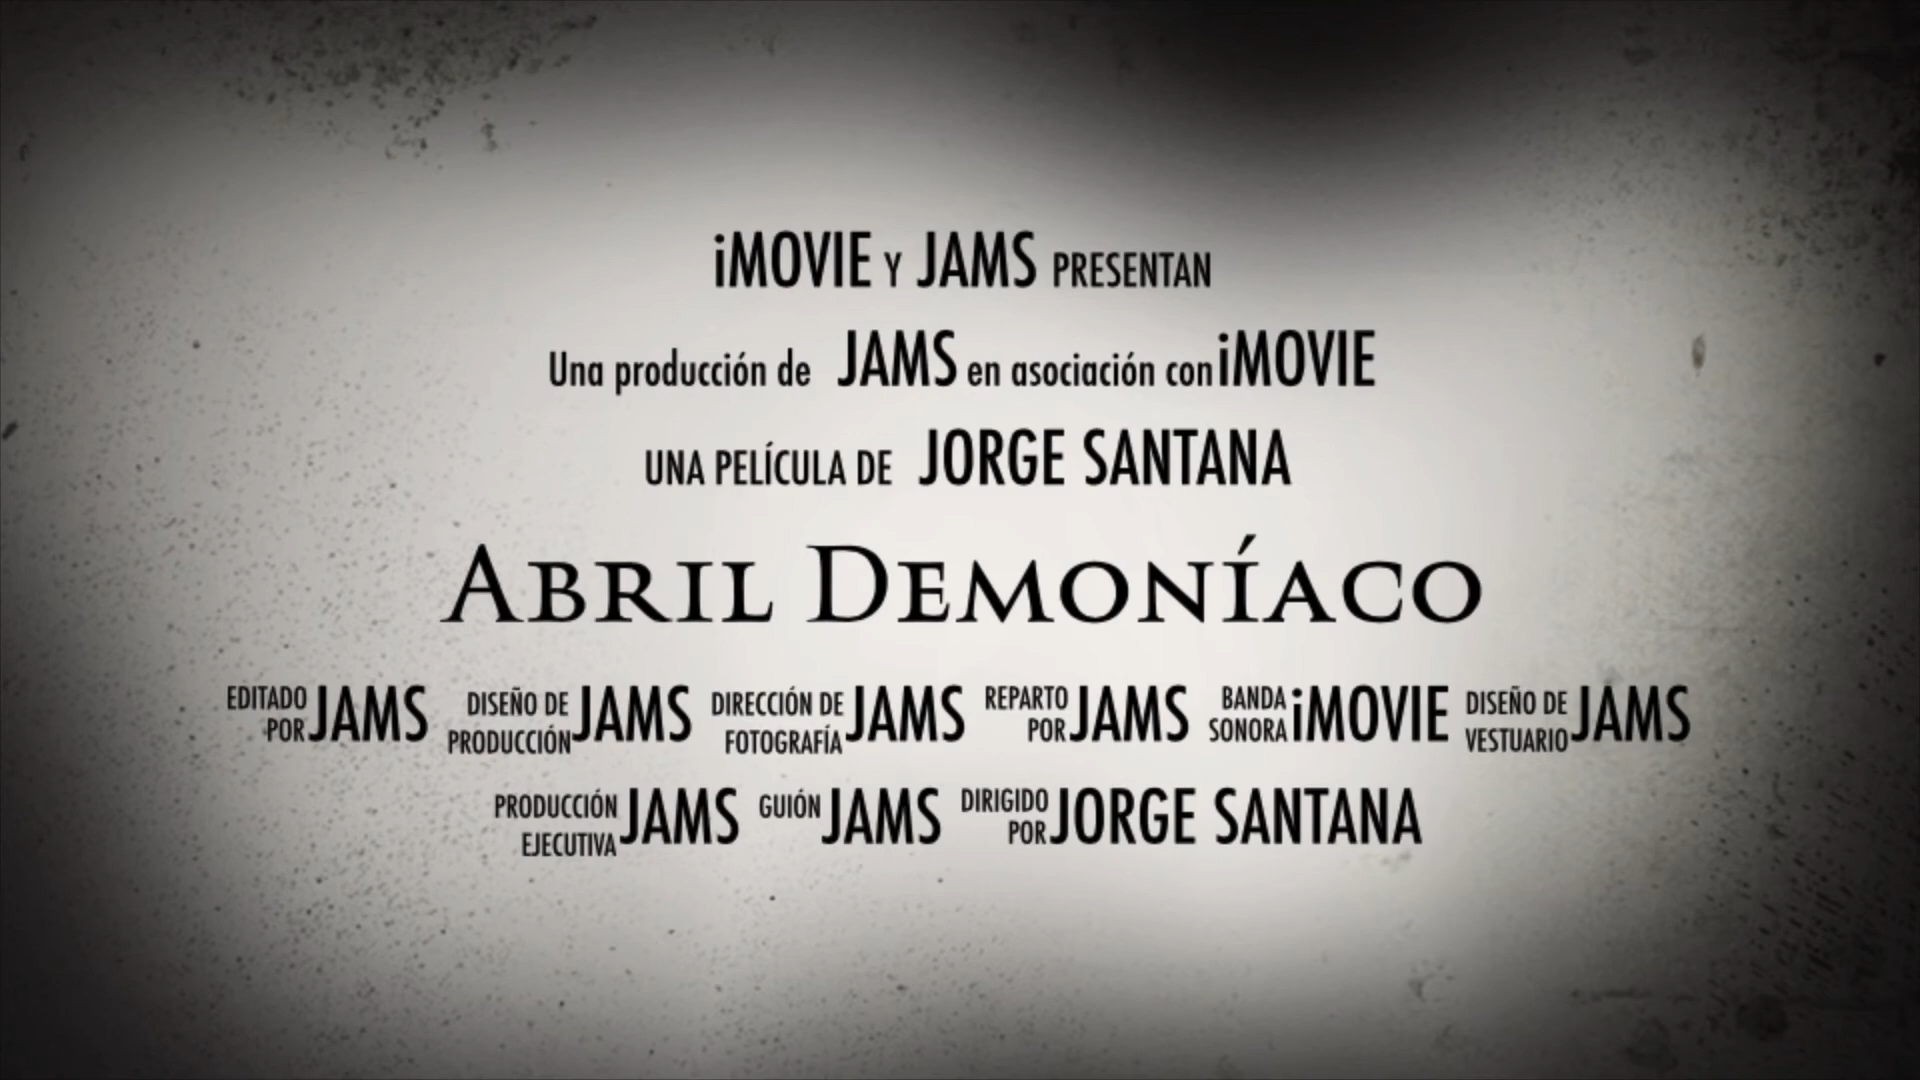 iMOVIE Y JAMS PRESENTAN
Una producción de JAMS en asociación con iMOVIE
UNA PELÍCULA DE JORGE SANTANA
ABRIL DEMONÍACO
EDITADO POR JAMS DISEÑO DE PRODUCCIÓN JAMS DIRECCIÓN DE FOTOGRAFÍA JAMS REPARTO POR JAMS BANDA SONORA iMOVIE DISEÑO DE VESTUARIO JAMS
PRODUCCIÓN EJECUTIVA JAMS GUIÓN JAMS DIRIGIDO POR JORGE SANTANA